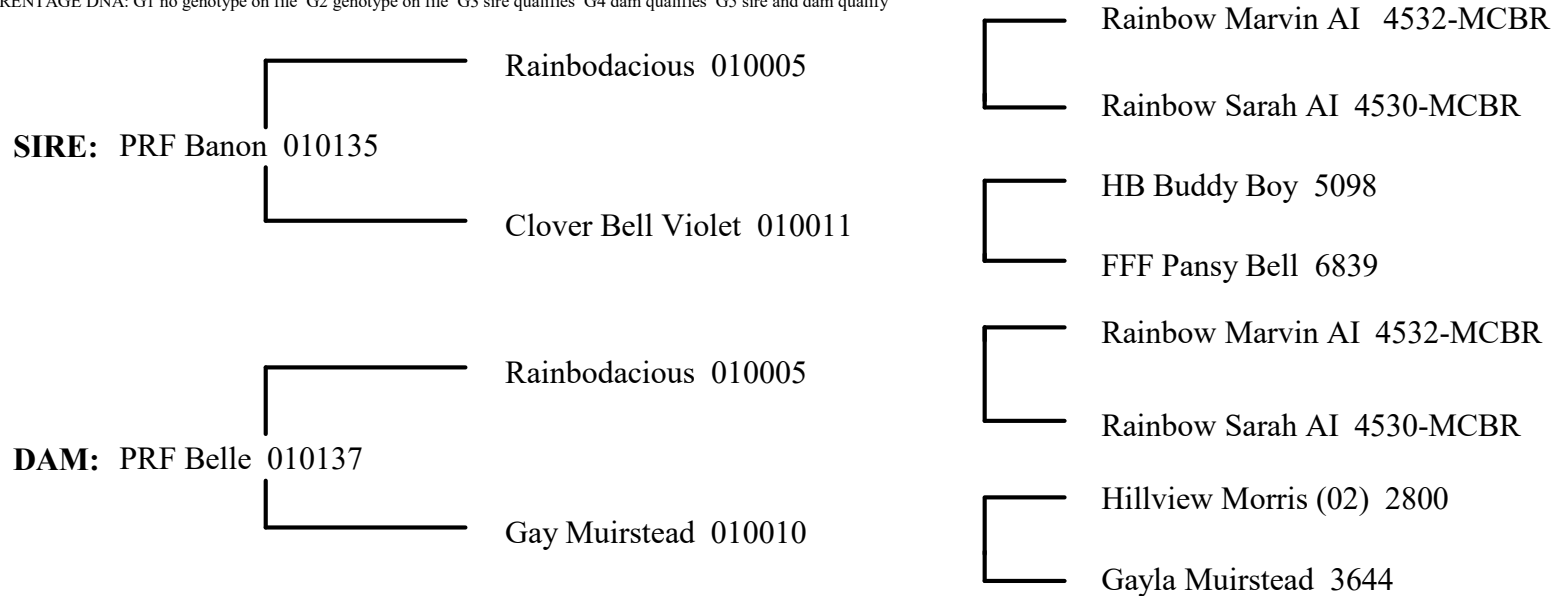 RENTAGE DNA: G1 no genotype on file G2 genotype on file G3 sire qualifies G4 dam qualifies G5 sire and dam qualify
Rainbow Marvin AI 4532-MCBR
Rainbodacious 010005
Rainbow Sarah AI 4530-MCBR
SIRE: PRF Banon 010135
HB Buddy Boy 5098
Clover Bell Violet 010011
FFF Pansy Bell 6839
Rainbow Marvin AI 4532-MCBR
Rainbodacious 010005
Rainbow Sarah AI 4530-MCBR
DAM: PRF Belle 010137
Hillview Morris (02) 2800
Gay Muirstead 010010
Gayla Muirstead 3644